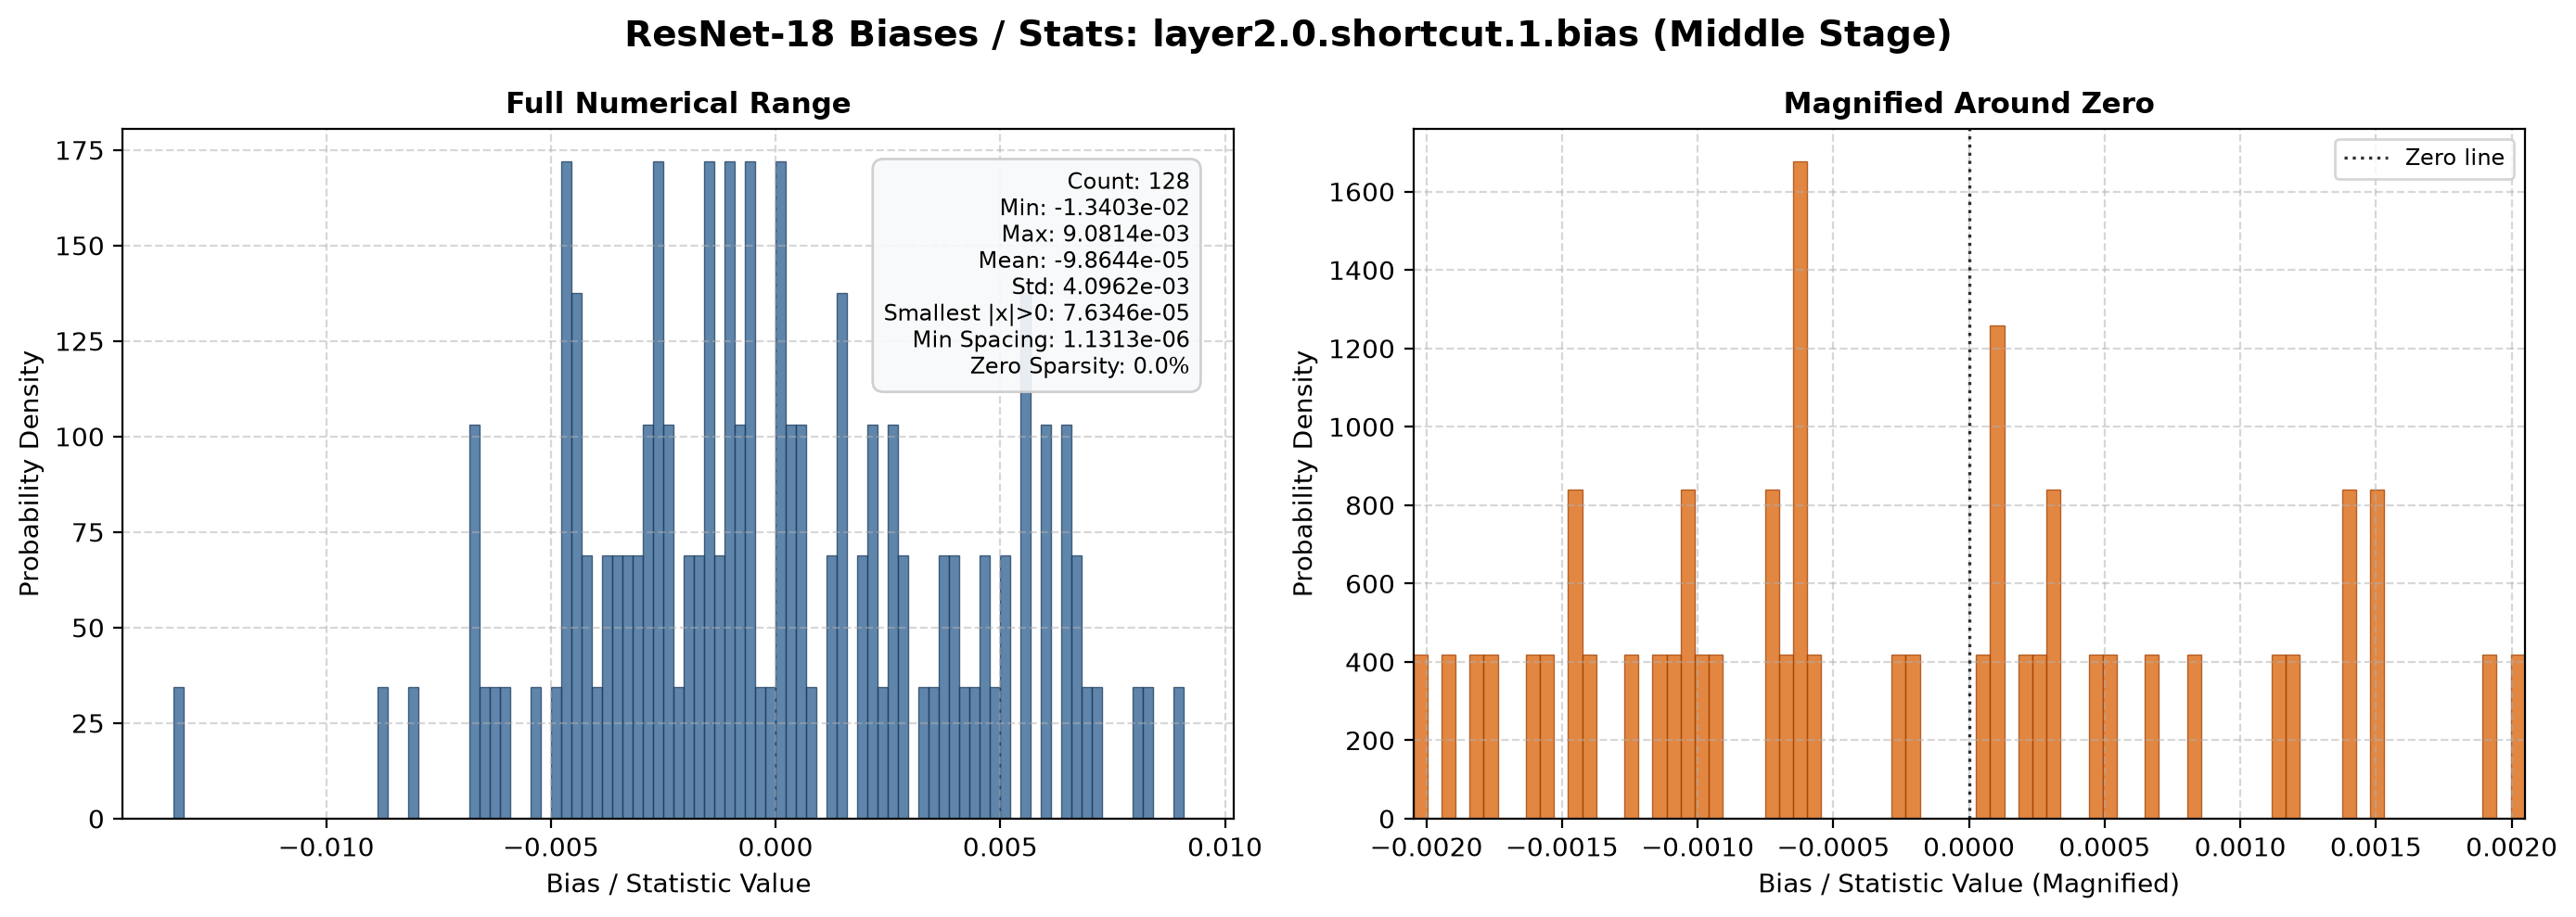 ResNet-18 Biases / Stats: layer2.0.shortcut.1.bias (Middle Stage)
Full Numerical Range
175
150
125
100
75
50
25
0
Probability Density
Count: 128
Min: -1.3403e-02
Max: 9.0814e-03
Mean: -9.8644e-05
Std: 4.0962e-03
Smallest |x|>0: 7.6346e-05
Min Spacing: 1.1313e-06
Zero Sparsity: 0.0%
−0.010 −0.005 0.000 0.005 0.010
Bias / Statistic Value
Magnified Around Zero
Zero line
1600
1400
1200
1000
800
600
400
200
0
Probability Density
−0.0020 −0.0015 −0.0010 −0.0005 0.0000 0.0005 0.0010 0.0015 0.0020
Bias / Statistic Value (Magnified)